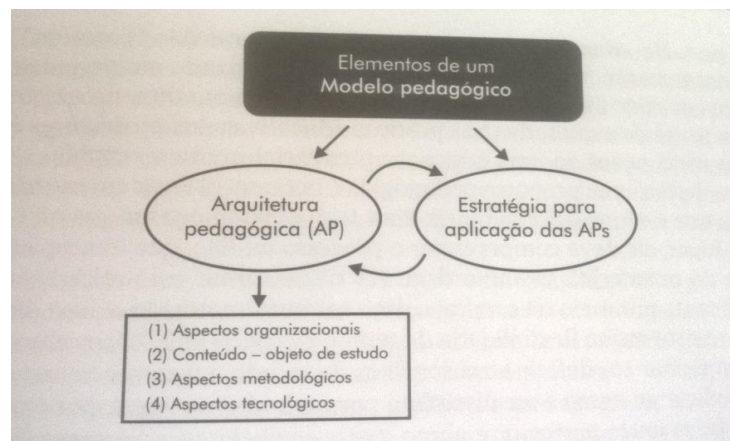 Elementos de um
Modelo pedagógico
Arquitetura
pedagógica (AP)
Estratégia para
aplicação das APs
(1) Aspectos organizacionais
(2) Conteúdo – objeto de estudo
(3) Aspectos metodológicos
(4) Aspectos tecnológicos